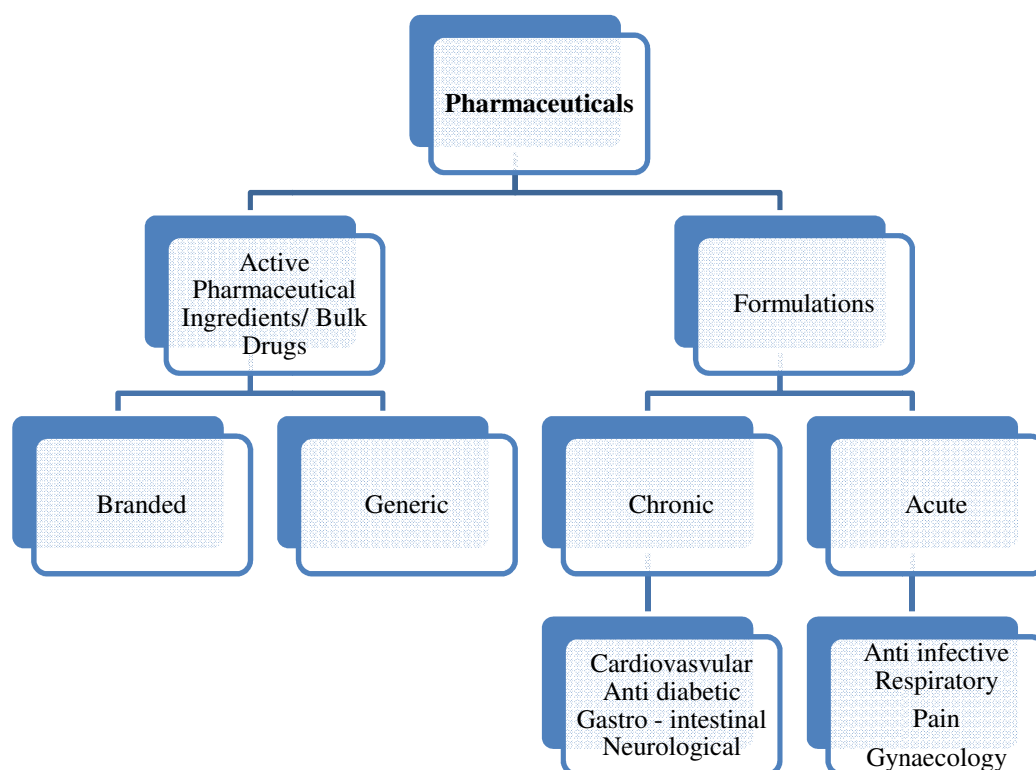 Pharmaceuticals
Active
Pharmaceutical
Ingredients/ Bulk
Drugs
Formulations
Branded
Generic
Chronic
Acute
Cardiovasvular
Anti diabetic
Gastro - intestinal
Neurological
Anti infective
Respiratory
Pain
Gynaecology